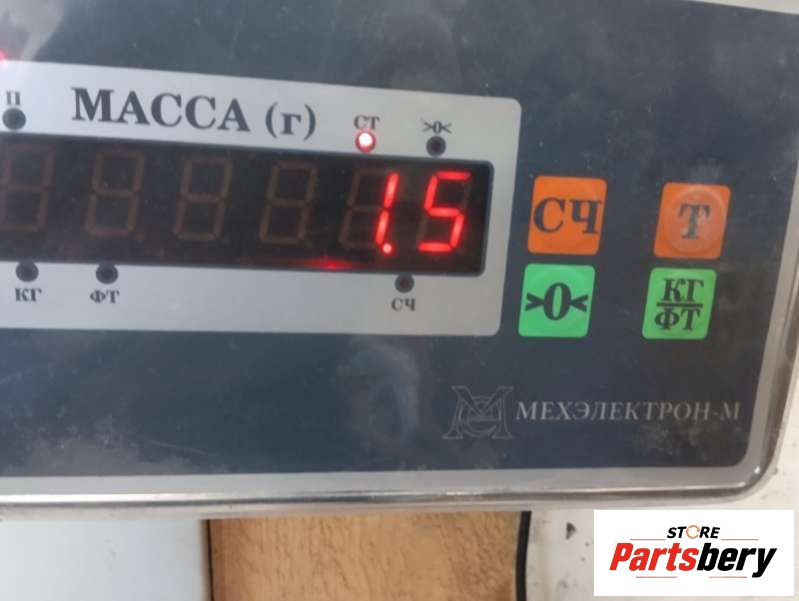 П
МАССА (г)
СТ
>0<
1.5
СЧ
Т
КГ
ФТ
СЧ
>0<
КГ
ФТ
МЕХЭЛЕКТРОН-М
STORE
Partsbery